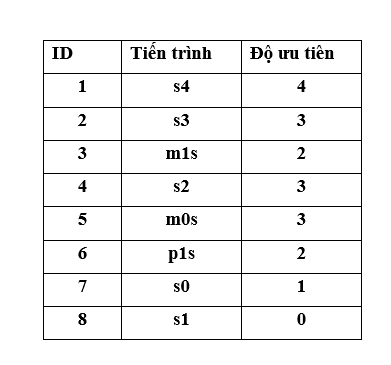 ID Tiến trình Độ ưu tiên
1 s4 4
2 s3 3
3 m1s 2
4 s2 3
5 m0s 3
6 p1s 2
7 s0 1
8 s1 0